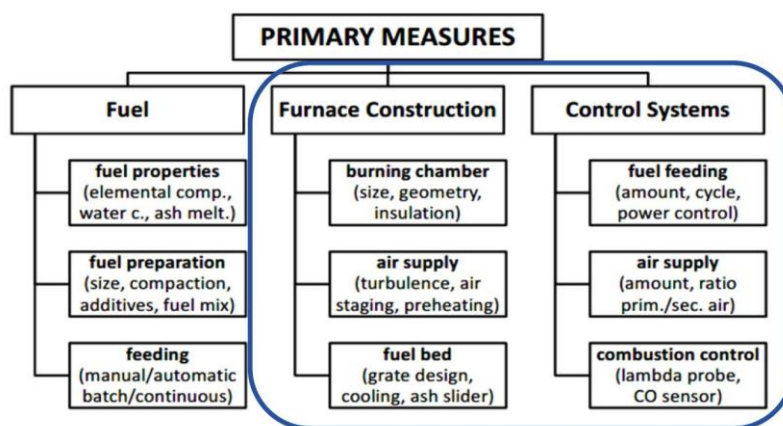 PRIMARY MEASURES
Fuel
fuel properties
(elemental comp.,
water c., ash melt.)
fuel preparation
(size, compaction,
additives, fuel mix)
feeding
(manual/automatic
batch/continuous)
Furnace Construction
burning chamber
(size, geometry,
insulation)
air supply
(turbulence, air
staging, preheating)
fuel bed
(grate design,
cooling, ash slider)
Control Systems
fuel feeding
(amount, cycle,
power control)
air supply
(amount, ratio
prim./sec. air)
combustion control
(lambda probe,
CO sensor)